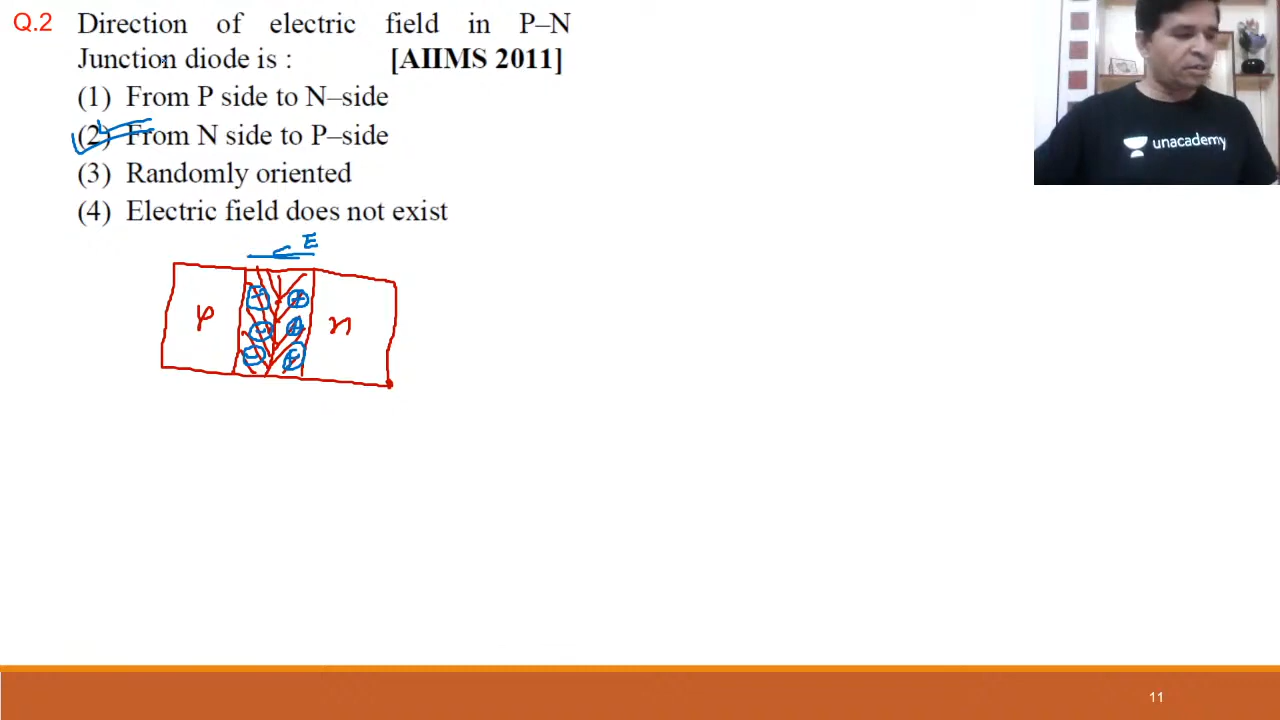 Q.2 Direction of electric field in P–N
Junction diode is : [AIIMS 2011]
(1) From P side to N–side
(2) From N side to P–side
(3) Randomly oriented
(4) Electric field does not exist
E
P
n
unacademy
11